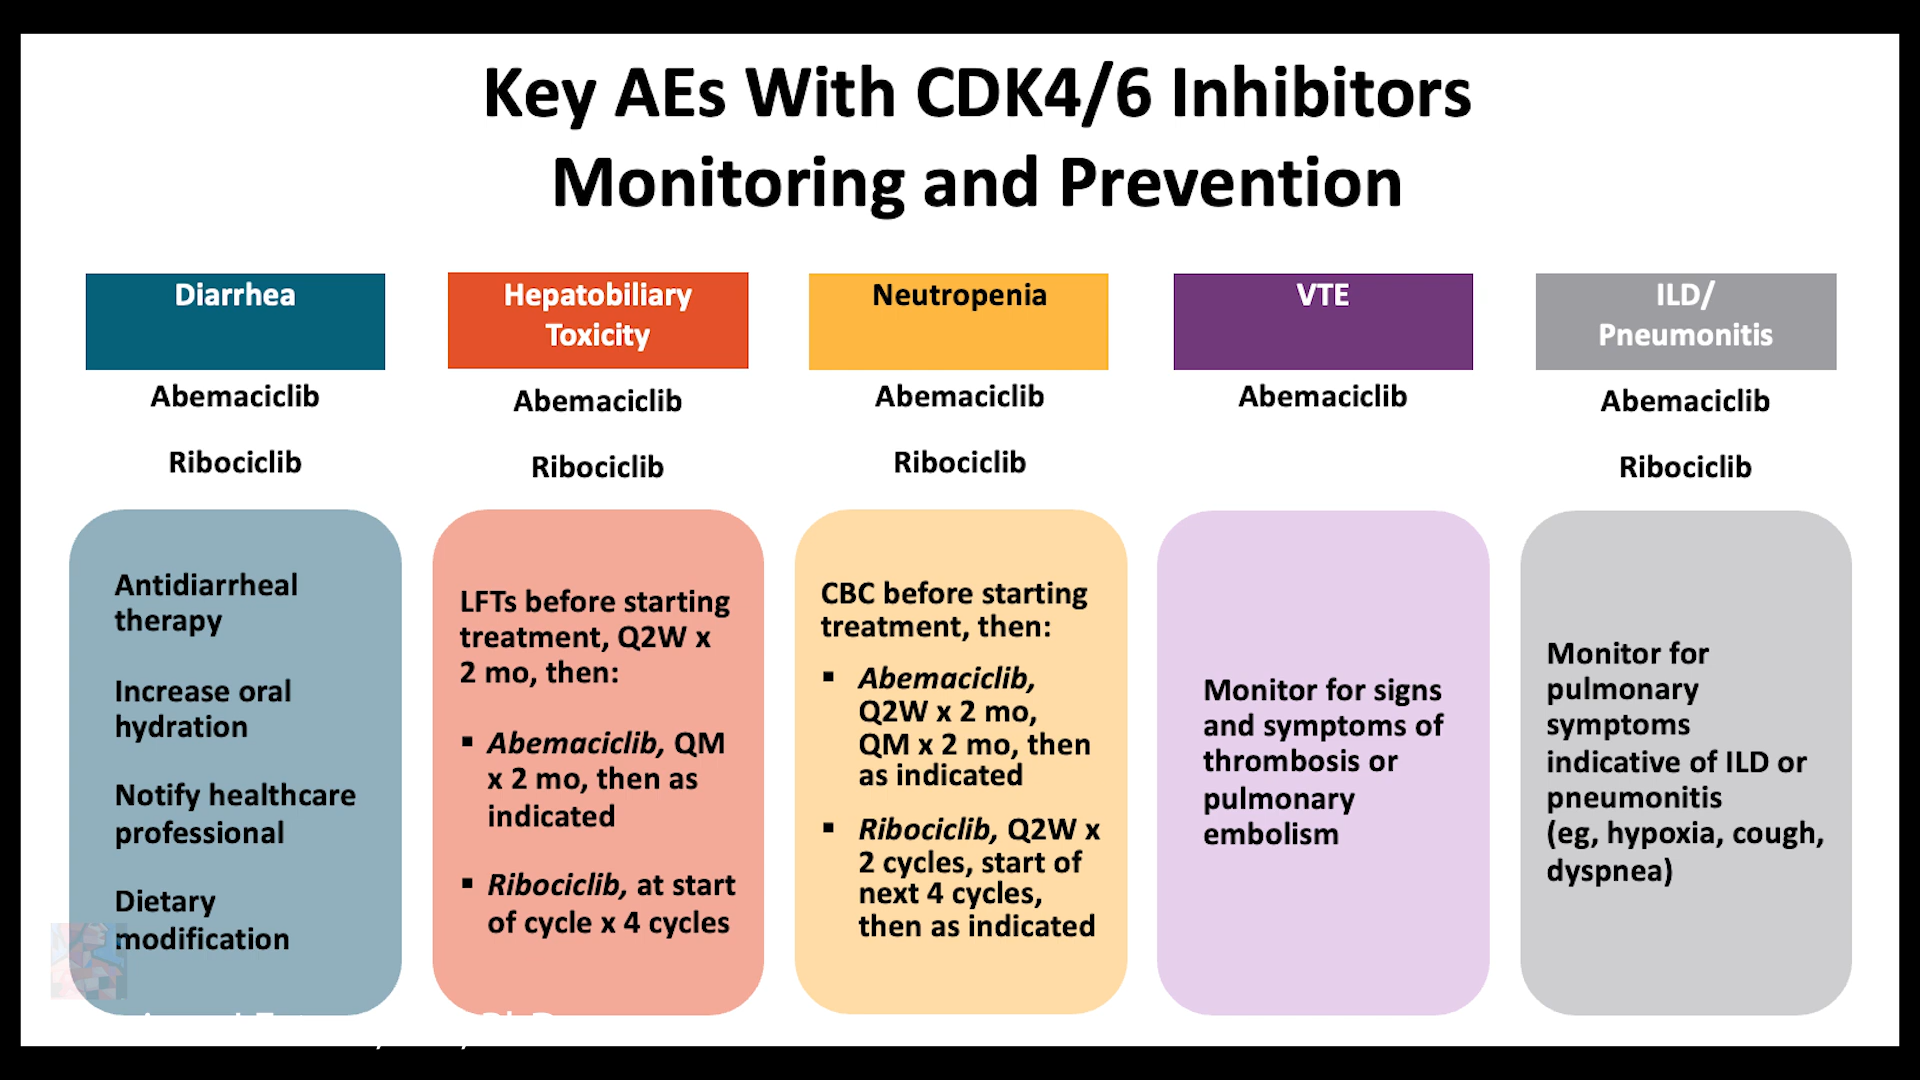 Key AEs With CDK4/6 Inhibitors
Monitoring and Prevention
Diarrhea
Abemaciclib
Ribociclib
Antidiarrheal
therapy
Increase oral
hydration
Notify healthcare
professional
Dietary
modification
Hepatobiliary
Toxicity
Abemaciclib
Ribociclib
LFTs before starting
treatment, Q2W x
2 mo, then:
▪ Abemaciclib, QM
x 2 mo, then as
indicated
▪ Ribociclib, at start
of cycle x 4 cycles
Neutropenia
Abemaciclib
Ribociclib
CBC before starting
treatment, then:
▪ Abemaciclib,
Q2W x 2 mo,
QM x 2 mo, then
as indicated
▪ Ribociclib, Q2W x
2 cycles, start of
next 4 cycles,
then as indicated
VTE
Abemaciclib
Monitor for signs
and symptoms of
thrombosis or
pulmonary
embolism
ILD/
Pneumonitis
Abemaciclib
Ribociclib
Monitor for
pulmonary
symptoms
indicative of ILD or
pneumonitis
(eg, hypoxia, cough,
dyspnea)